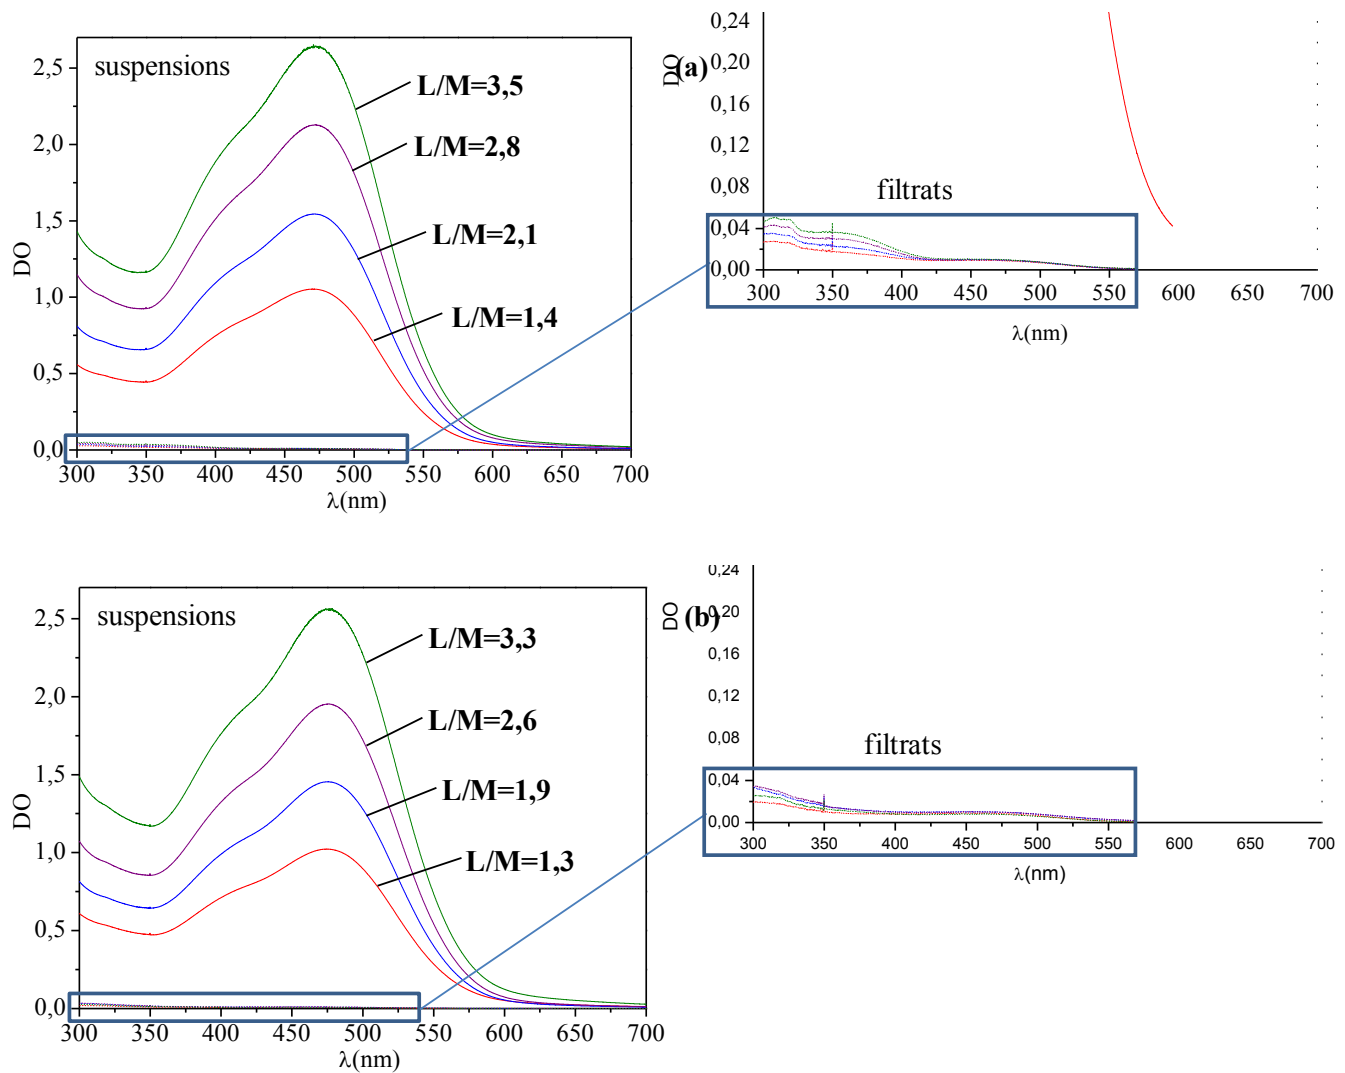 suspensions
DO
2,5
2,0
1,5
1,0
0,5
0,0
L/M=3,5
L/M=2,8
L/M=2,1
L/M=1,4
300 350 400 450 500 550 600 650 700
λ(nm)
(a)
DO
0,24
0,20
0,16
0,12
0,08
0,04
0,00
filtrats
300 350 400 450 500 550 600 700
λ(nm)
suspensions
DO
2,5
2,0
1,5
1,0
0,5
0,0
L/M=3,3
L/M=2,6
L/M=1,9
L/M=1,3
300 350 400 450 500 550 600 650 700
λ(nm)
(b)
DO
0,24
0,20
0,16
0,12
0,08
0,04
0,00
filtrats
300 350 400 450 500 550 600 700
λ(nm)